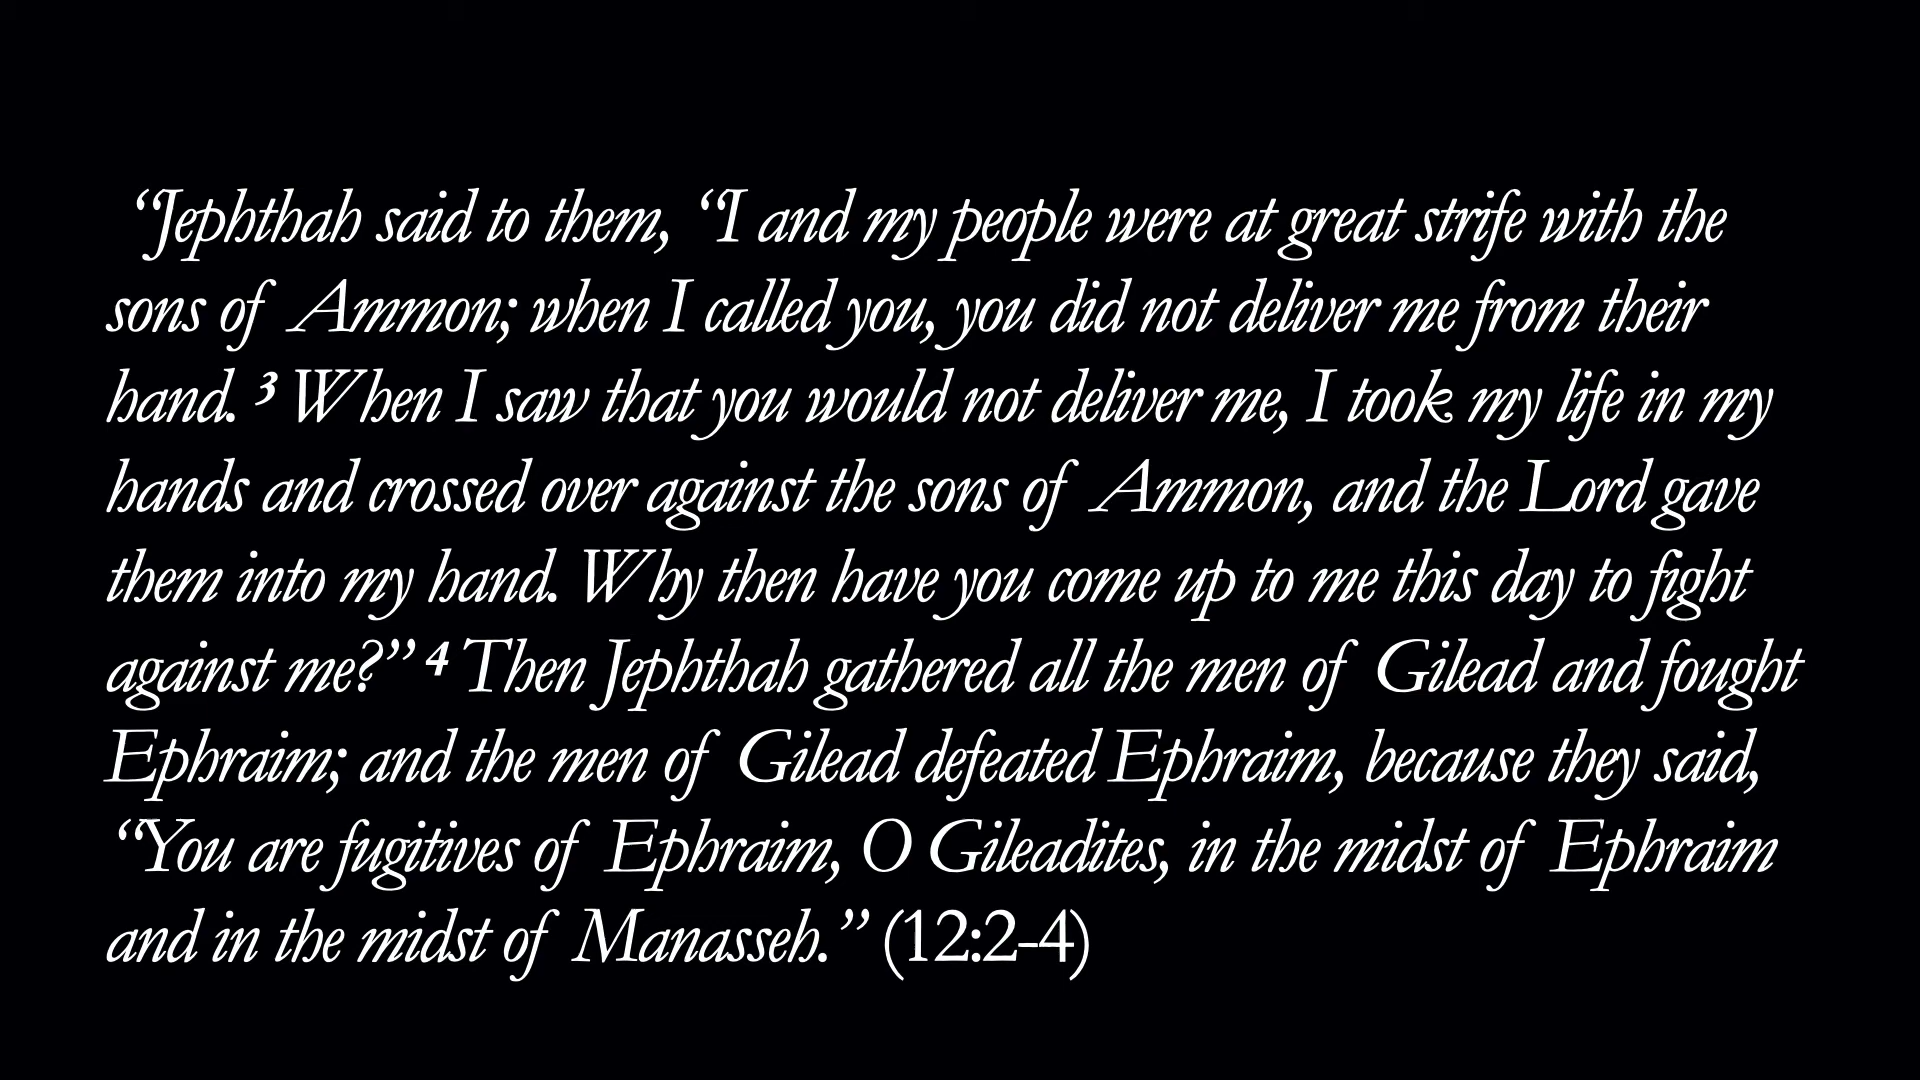 “Jephthah said to them, “I and my people were at great strife with the
sons of Ammon; when I called you, you did not deliver me from their
hand. ³ When I saw that you would not deliver me, I took my life in my
hands and crossed over against the sons of Ammon, and the Lord gave
them into my hand. Why then have you come up to me this day to fight
against me?” ⁴ Then Jephthah gathered all the men of Gilead and fought
Ephraim; and the men of Gilead defeated Ephraim, because they said,
“You are fugitives of Ephraim, O Gileadites, in the midst of Ephraim
and in the midst of Manasseh.” (12:2-4)